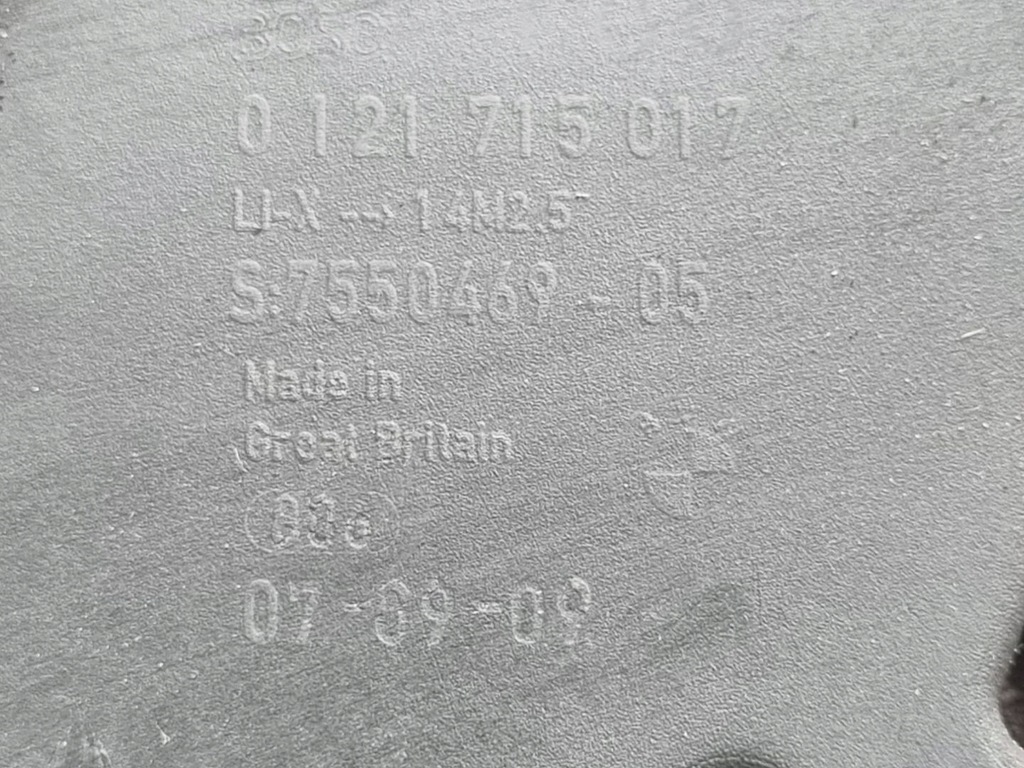 0 121 715 017
LI-X --> 14M2.5
S:7550469-05
Made in
Great Britain
07-09-09